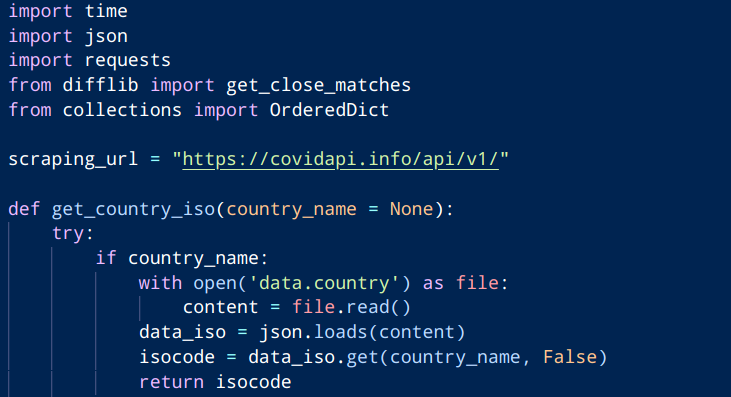 import time
import json
import requests
from difflib import get_close_matches
from collections import OrderedDict

scraping_url = "https://covidapi.info/api/v1/"

def get_country_iso(country_name = None):
    try:
        if country_name:
            with open('data.country') as file:
                content = file.read()
            data_iso = json.loads(content)
            isocode = data_iso.get(country_name, False)
            return isocode